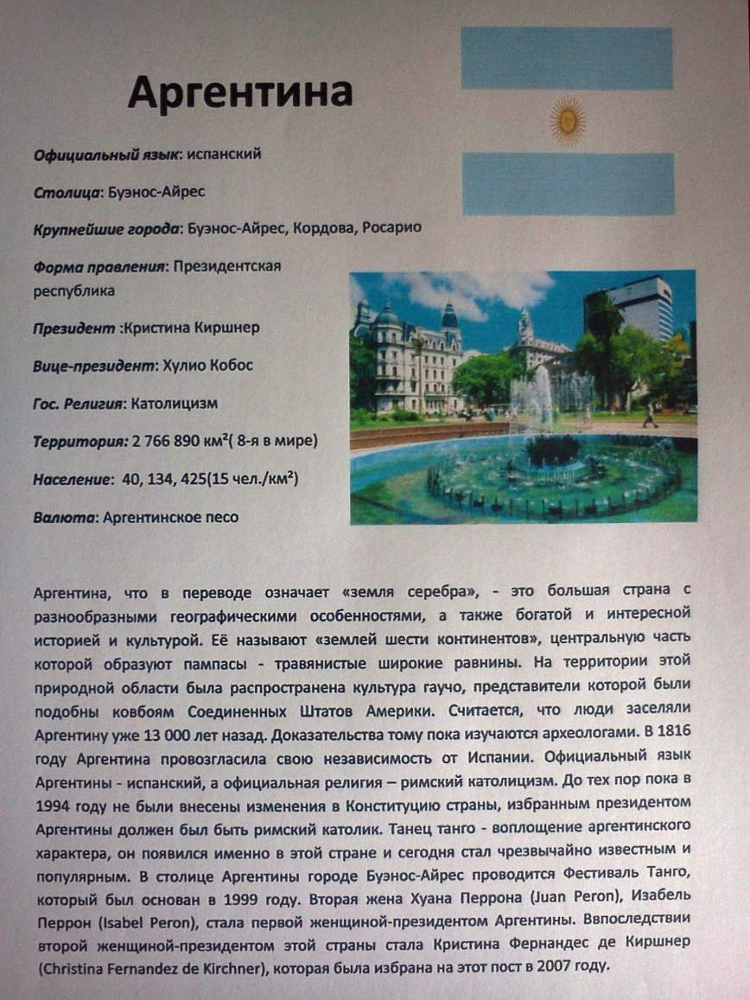 Аргентина
Официальный язык: испанский
Столица: Буэнос-Айрес
Крупнейшие города: Буэнос-Айрес, Кордова, Росарио
Форма правления: Президентская
республика
Президент :Кристина Киршнер
Вице-президент: Хулио Кобос
Гос. Религия: Католицизм
Территория: 2 766 890 км²( 8-я в мире)
Население: 40, 134, 425(15 чел./км²)
Валюта: Аргентинское песо
Аргентина, что в переводе означает «земля серебра», - это большая страна с
разнообразными географическими особенностями, а также богатой и интересной
историей и культурой. Её называют «землей шести континентов», центральную часть
которой образуют пампасы - травянистые широкие равнины. На территории этой
природной области была распространена культура гаучо, представители которой были
подобны ковбоям Соединенных Штатов Америки. Считается, что люди заселяли
Аргентину уже 13 000 лет назад. Доказательства тому пока изучаются археологами. В 1816
году Аргентина провозгласила свою независимость от Испании. Официальный язык
Аргентины - испанский, а официальная религия – римский католицизм. До тех пор пока в
1994 году не были внесены изменения в Конституцию страны, избранным президентом
Аргентины должен был быть римский католик. Танец танго - воплощение аргентинского
характера, он появился именно в этой стране и сегодня стал чрезвычайно известным и
популярным. В столице Аргентины городе Буэнос-Айрес проводится Фестиваль Танго,
который был основан в 1999 году. Вторая жена Хуана Перрона (Juan Peron), Изабель
Перрон (Isabel Peron), стала первой женщиной-президентом Аргентины. Ввпоследствии
второй женщиной-президентом этой страны стала Кристина Фернандес де Киршнер
(Christina Fernandez de Kirchner), которая была избрана на этот пост в 2007 году.